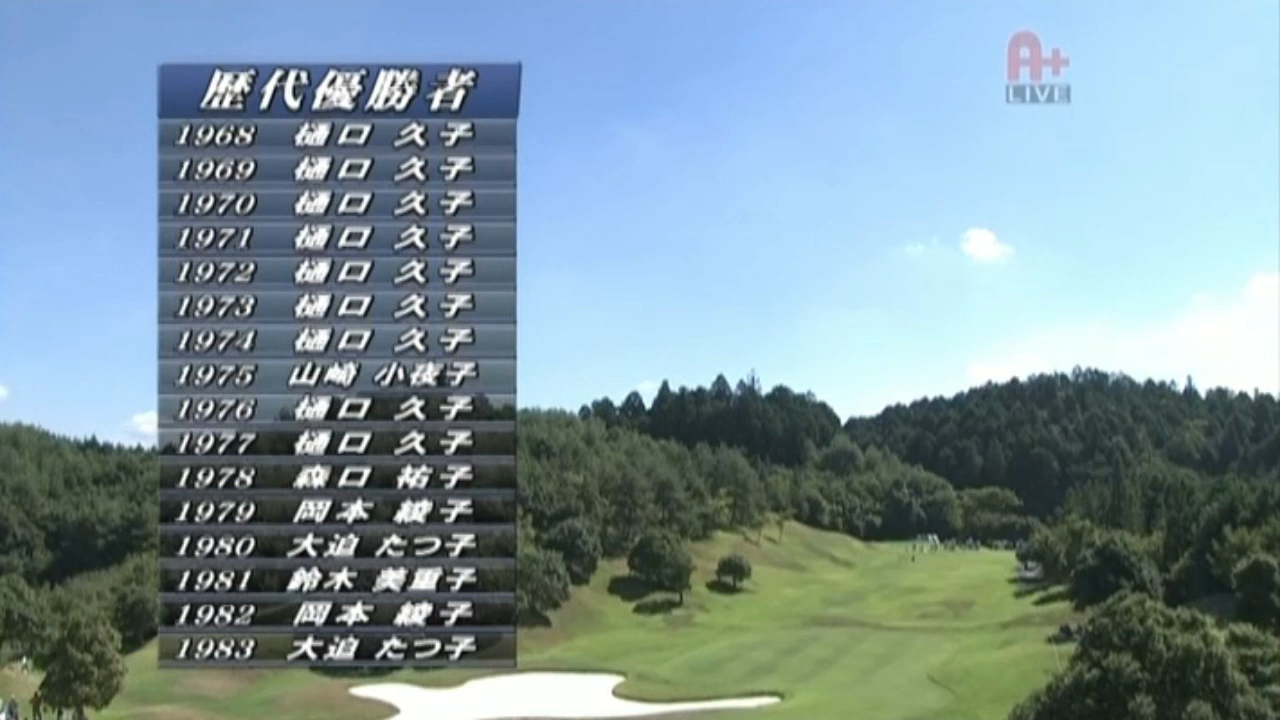 歴代優勝者
1968 樋口 久子
1969 樋口 久子
1970 樋口 久子
1971 樋口 久子
1972 樋口 久子
1973 樋口 久子
1974 樋口 久子
1975 山崎 小夜子
1976 樋口 久子
1977 樋口 久子
1978 森口 祐子
1979 岡本 綾子
1980 大迫 たつ子
1981 鈴木 美重子
1982 岡本 綾子
1983 大迫 たつ子
A+
LIVE